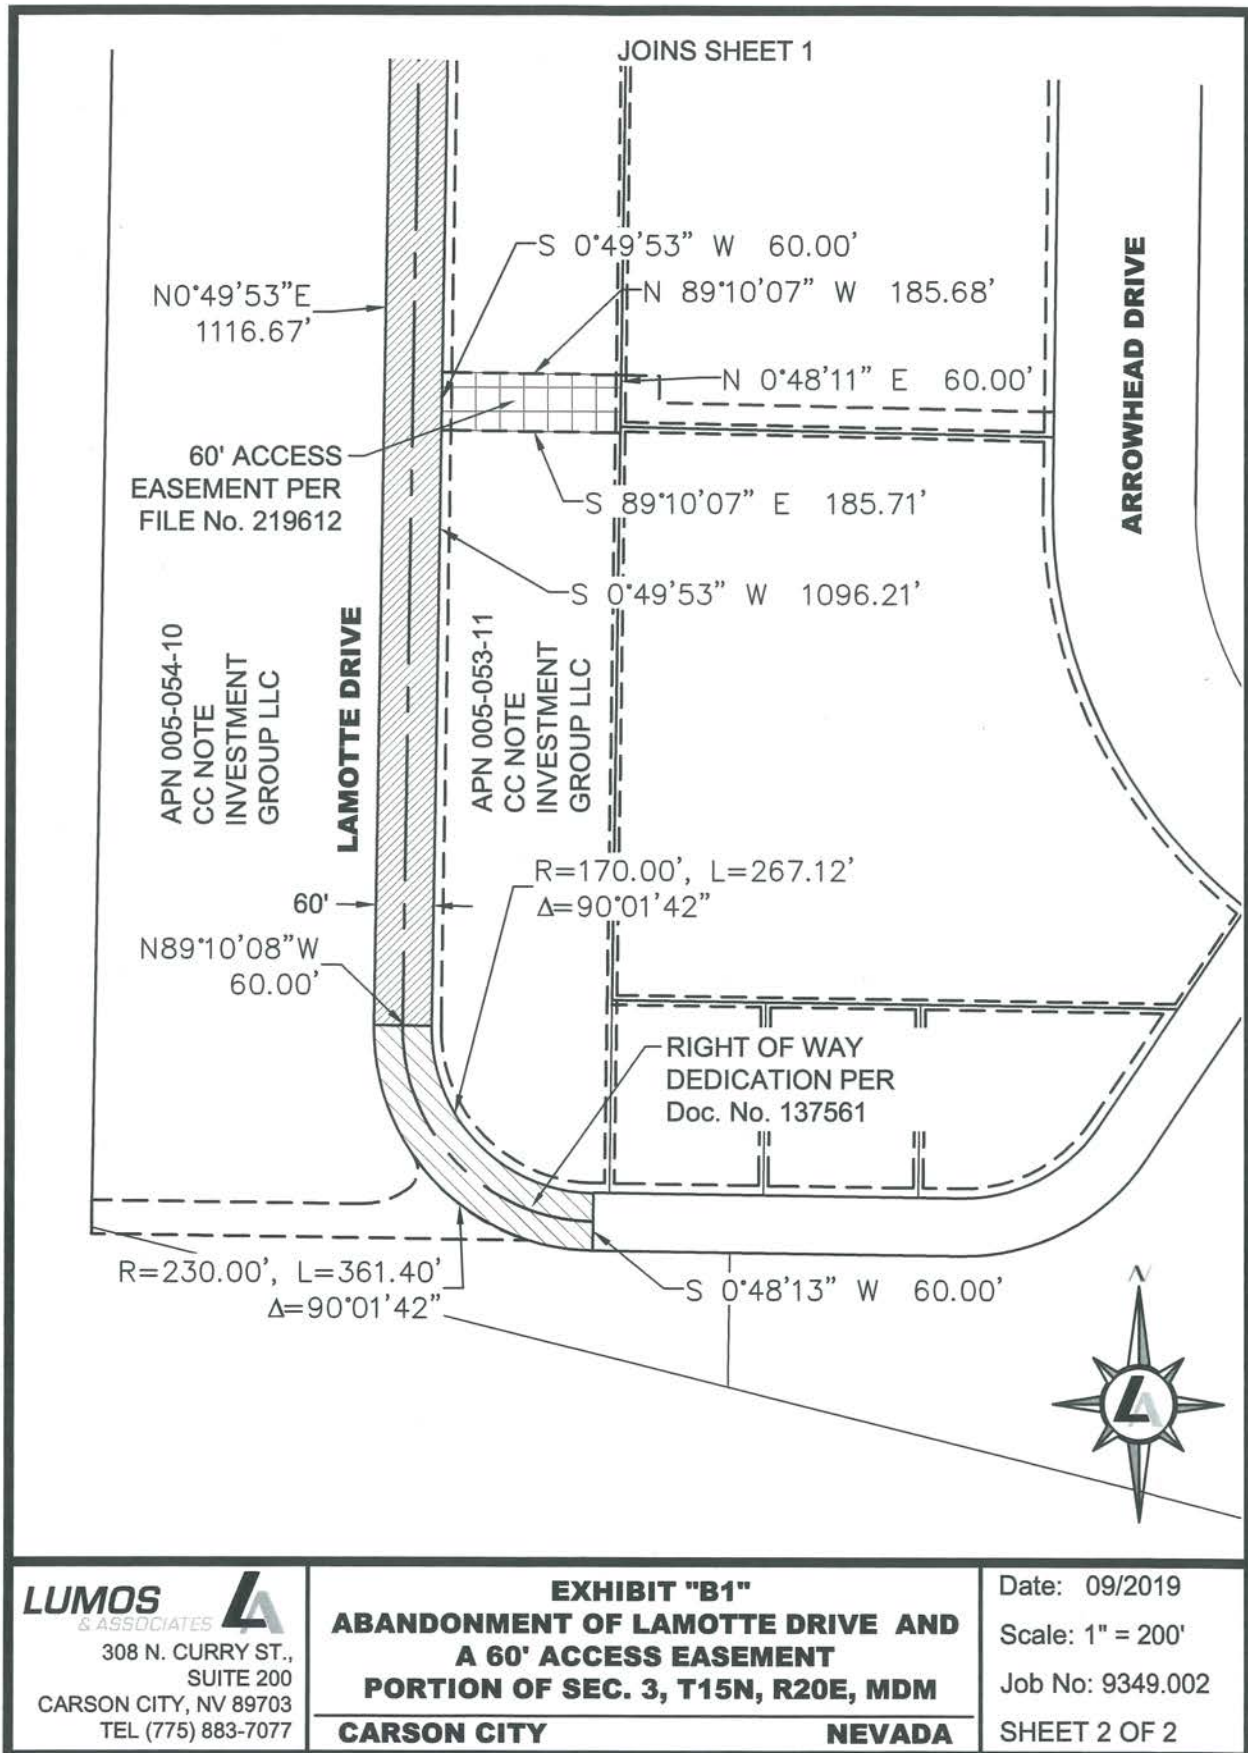 JOINS SHEET 1
S 0°49'53" W 60.00'
N0°49'53"E
1116.67'
N 89°10'07" W 185.68'
N 0°48'11" E 60.00'
ARROWHEAD DRIVE
60' ACCESS
EASEMENT PER
FILE No. 219612
S 89°10'07" E 185.71'
S 0°49'53" W 1096.21'
APN 005-054-10
CC NOTE
INVESTMENT
GROUP LLC
LAMOTTE DRIVE
APN 005-053-11
CC NOTE
INVESTMENT
GROUP LLC
R=170.00', L=267.12'
Δ=90°01'42"
60'
N89°10'08"W
60.00'
RIGHT OF WAY
DEDICATION PER
Doc. No. 137561
R=230.00', L=361.40'
Δ=90°01'42"
S 0°48'13" W 60.00'
N
LA
LUMOS LA
& ASSOCIATES
308 N. CURRY ST.,
SUITE 200
CARSON CITY, NV 89703
TEL (775) 883-7077
EXHIBIT "B1"
ABANDONMENT OF LAMOTTE DRIVE AND
A 60' ACCESS EASEMENT
PORTION OF SEC. 3, T15N, R20E, MDM
CARSON CITY NEVADA
Date: 09/2019
Scale: 1" = 200'
Job No: 9349.002
SHEET 2 OF 2